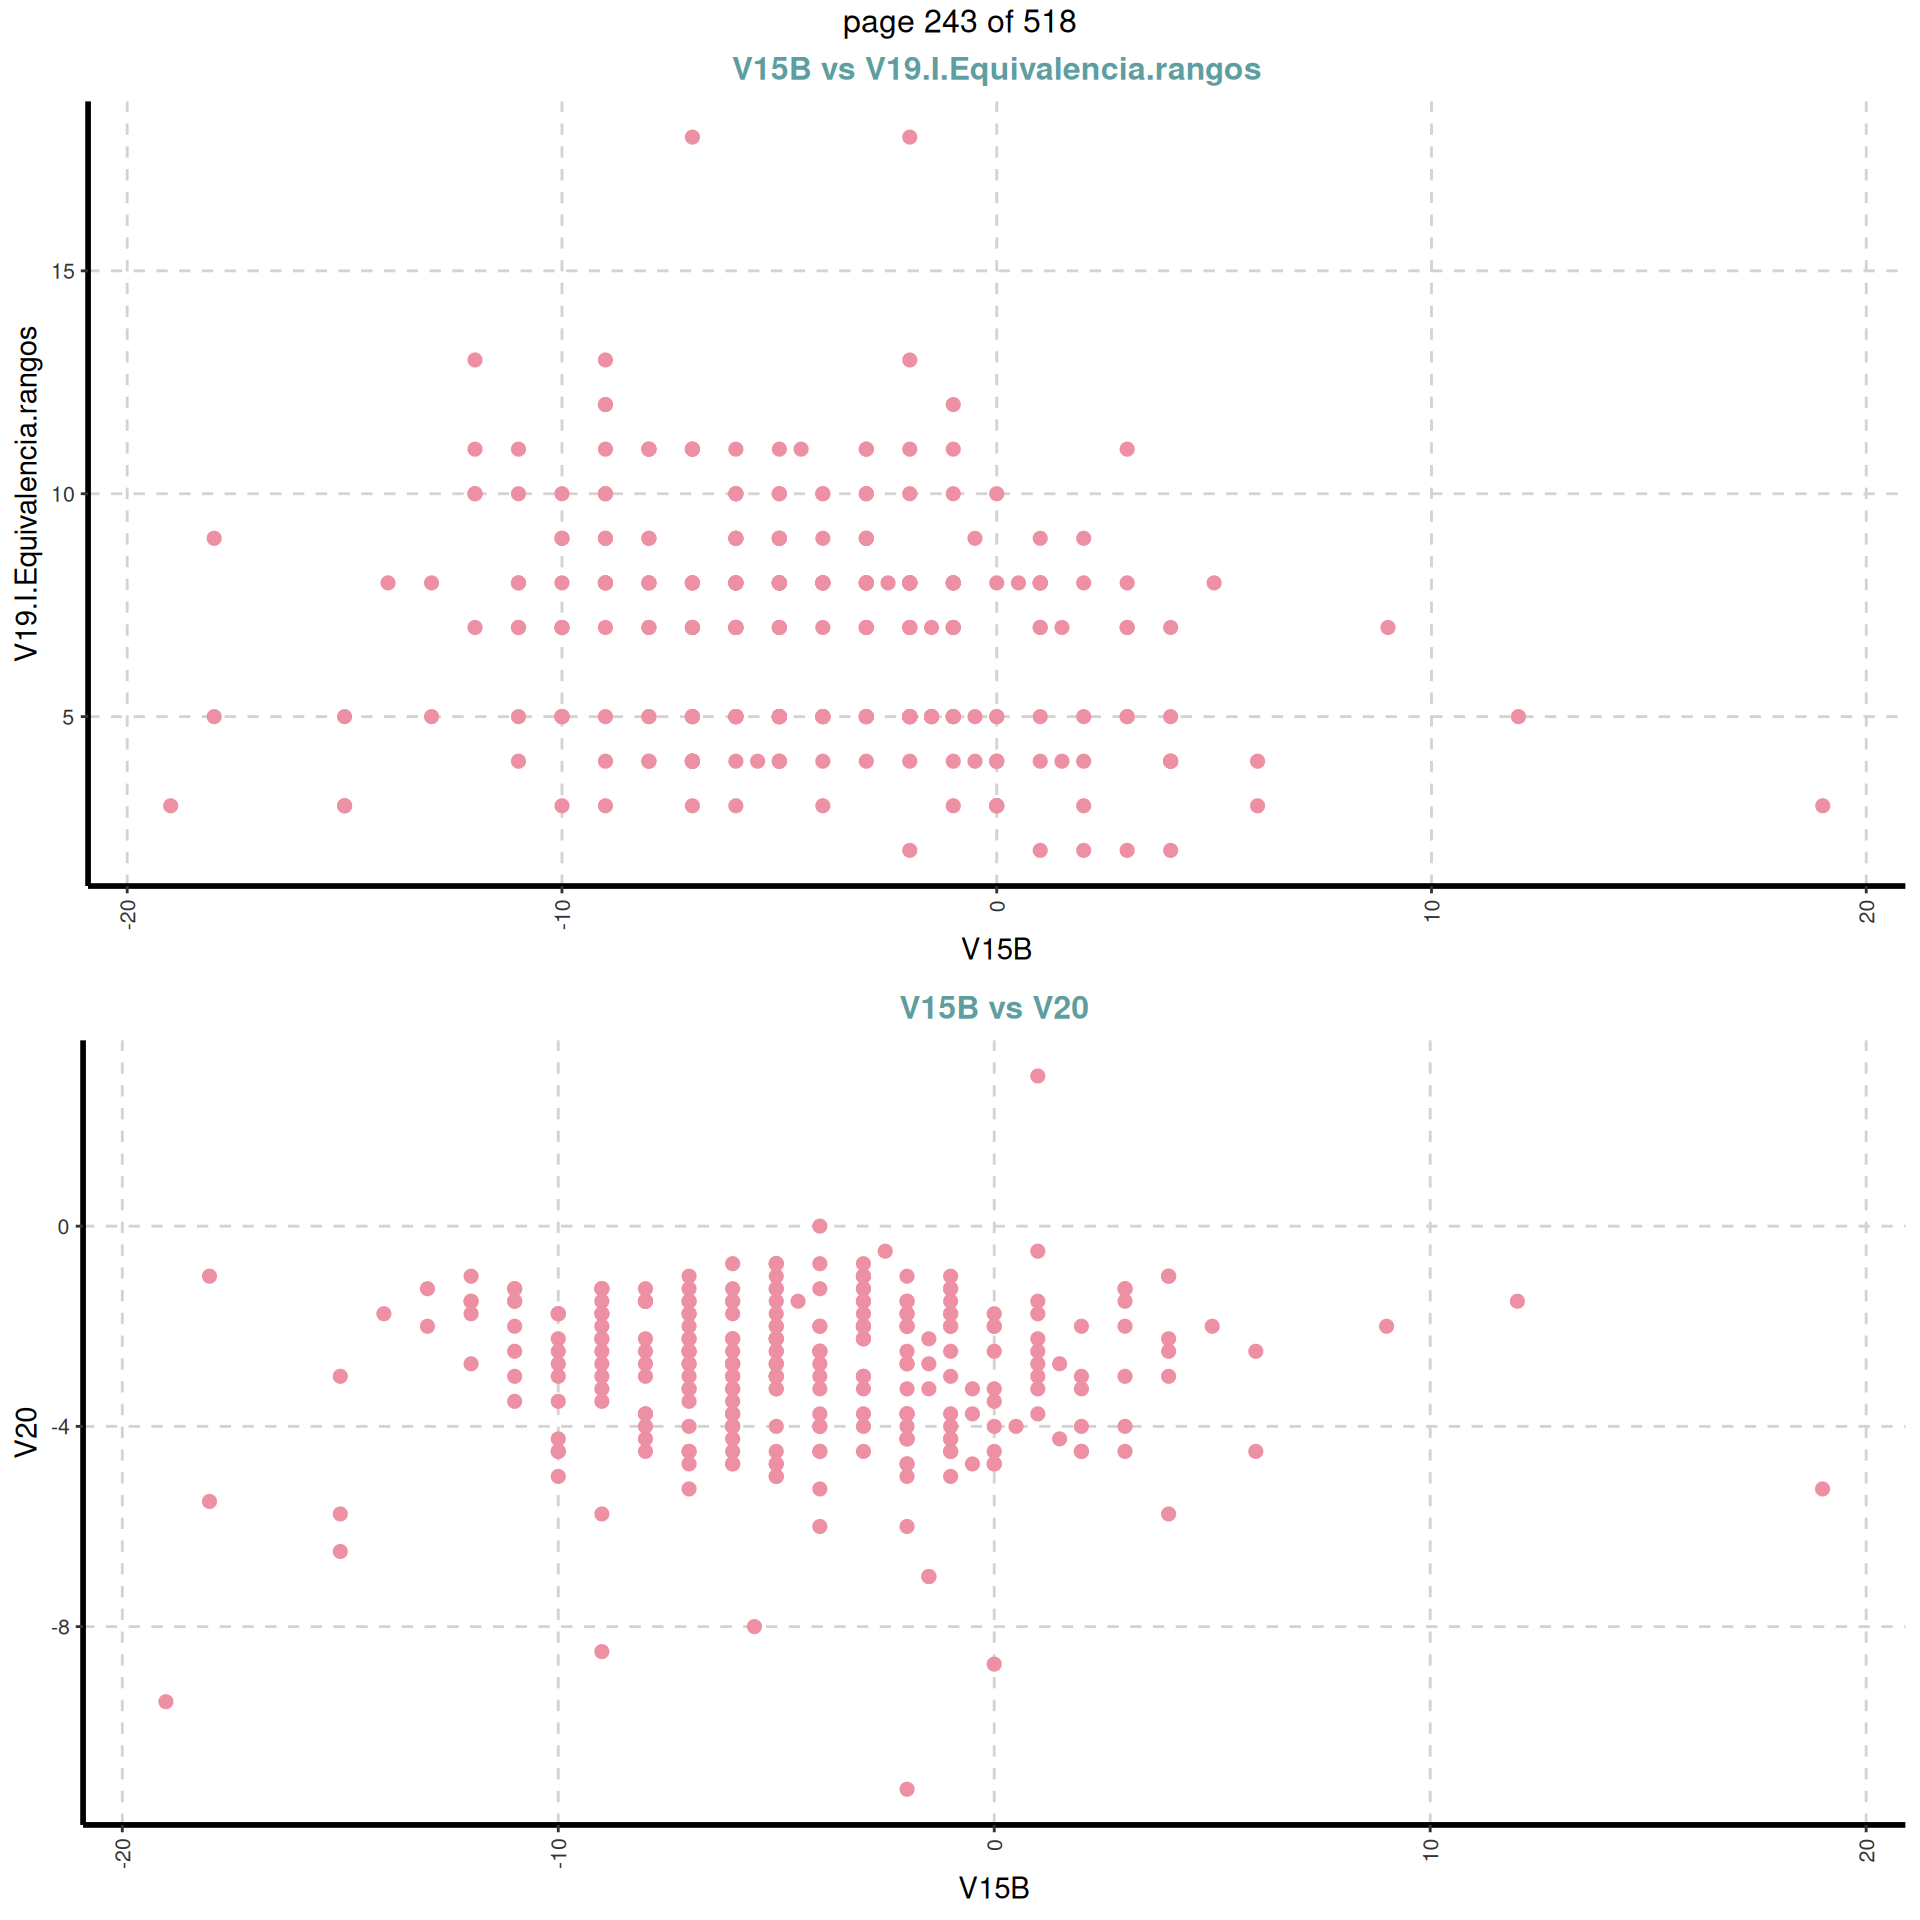 page 243 of 518
V15B vs V19.I.Equivalencia.rangos
V19.I.Equivalencia.rangos
15
10
5
-20
-10
0
10
20
V15B
V15B vs V20
V20
0
-4
-8
-20
-10
0
10
20
V15B